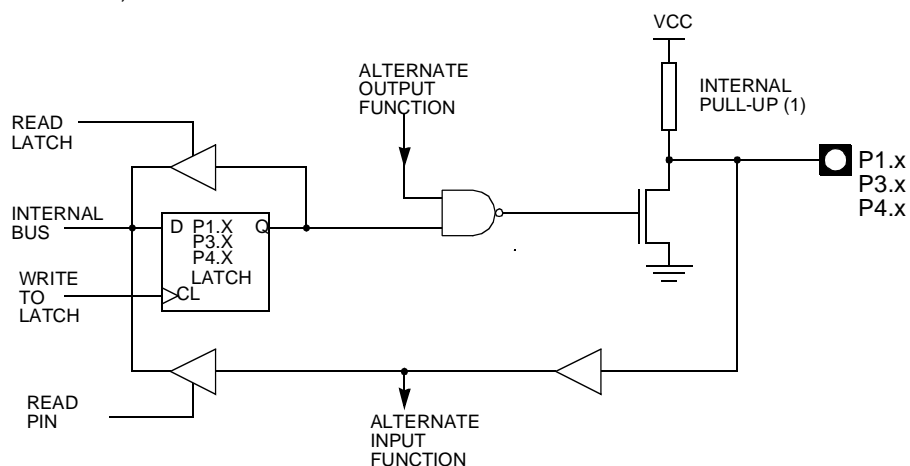 VCC
ALTERNATE
OUTPUT
FUNCTION
INTERNAL
PULL-UP (1)
READ
LATCH
P1.x
P3.x
P4.x
INTERNAL
BUS
D P1.X Q
P3.X
P4.X
LATCH
CL
WRITE
TO
LATCH
READ
PIN
ALTERNATE
INPUT
FUNCTION